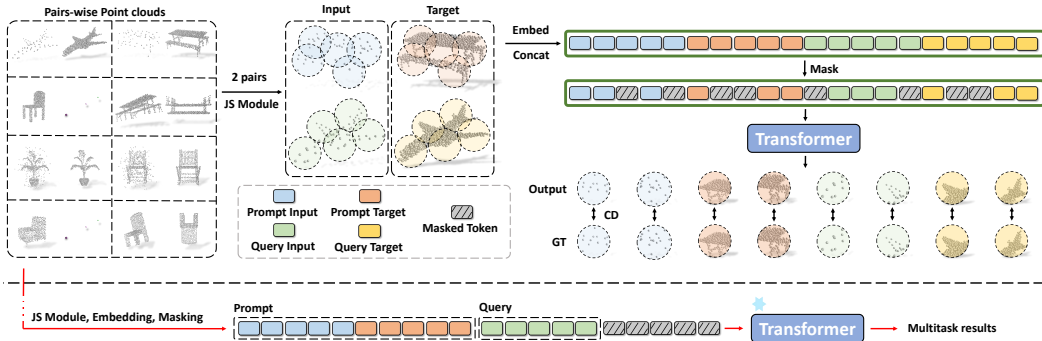 Pairs-wise Point clouds
Input
Target
2 pairs
JS Module
Embed
Concat
Mask
Transformer
Output
CD
GT
Prompt Input
Prompt Target
Query Input
Query Target
Masked Token
JS Module, Embedding, Masking
Prompt
Query
Transformer
Multitask results